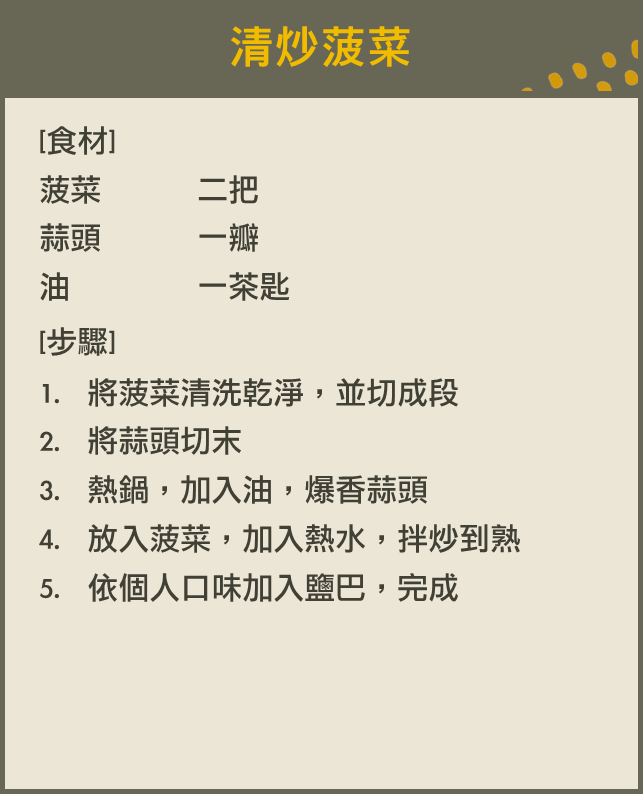 清炒菠菜
[食材]
菠菜 二把
蒜頭 一瓣
油 一茶匙
[步驟]
1. 將菠菜清洗乾淨，並切成段
2. 將蒜頭切末
3. 熱鍋，加入油，爆香蒜頭
4. 放入菠菜，加入熱水，拌炒到熟
5. 依個人口味加入鹽巴，完成